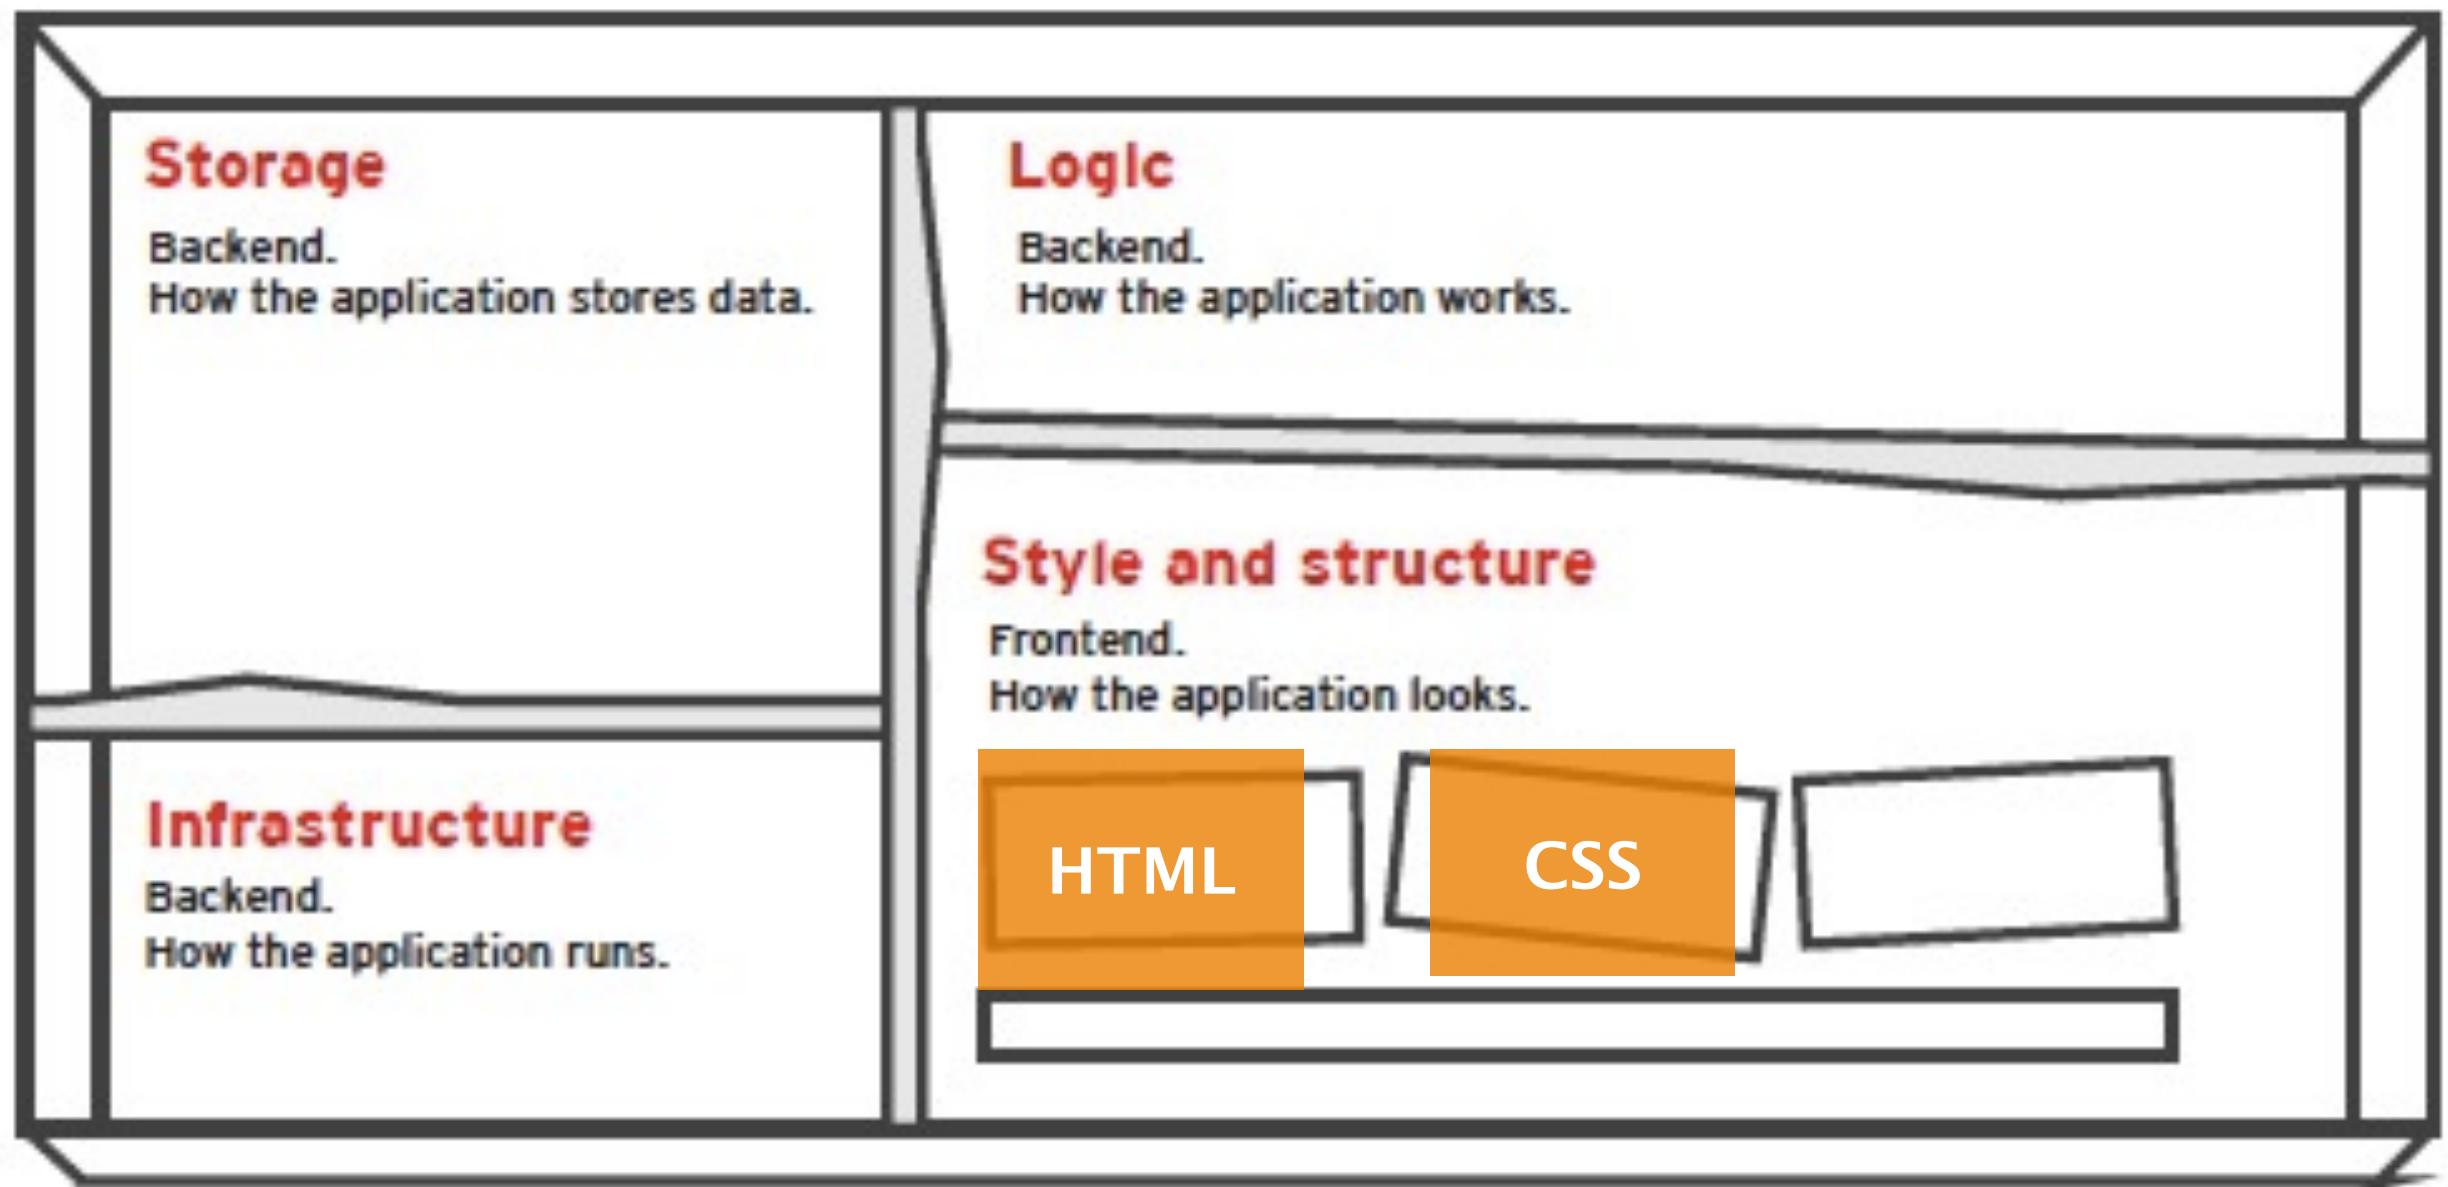 Storage
Backend.
How the application stores data.
Logic
Backend.
How the application works.
Style and structure
Frontend.
How the application looks.
HTML
CSS
Infrastructure
Backend.
How the application runs.